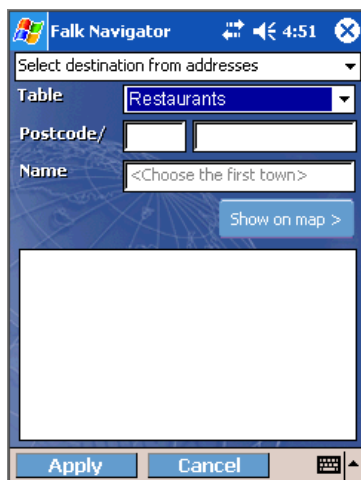 Falk Navigator 4:51
Select destination from addresses
Table Restaurants
Postcode/
Name <Choose the first town>
Show on map >
Apply Cancel